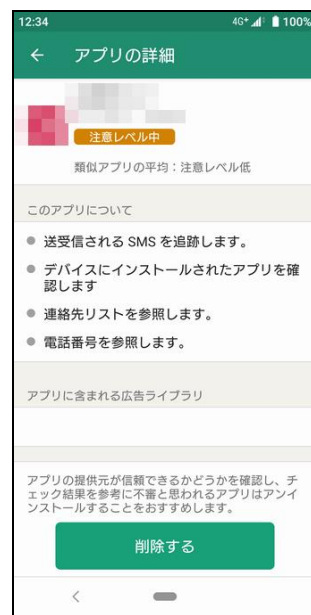 12:34
4G+ 100%
アプリの詳細
注意レベル中
類似アプリの平均：注意レベル低
このアプリについて
送受信される SMS を追跡します。
デバイスにインストールされたアプリを確
認します
連絡先リストを参照します。
電話番号を参照します。
アプリに含まれる広告ライブラリ
アプリの提供元が信頼できるかどうかを確認し、チ
ェック結果を参考に不審と思われるアプリはアンイ
ンストールすることをおすすめします。
削除する